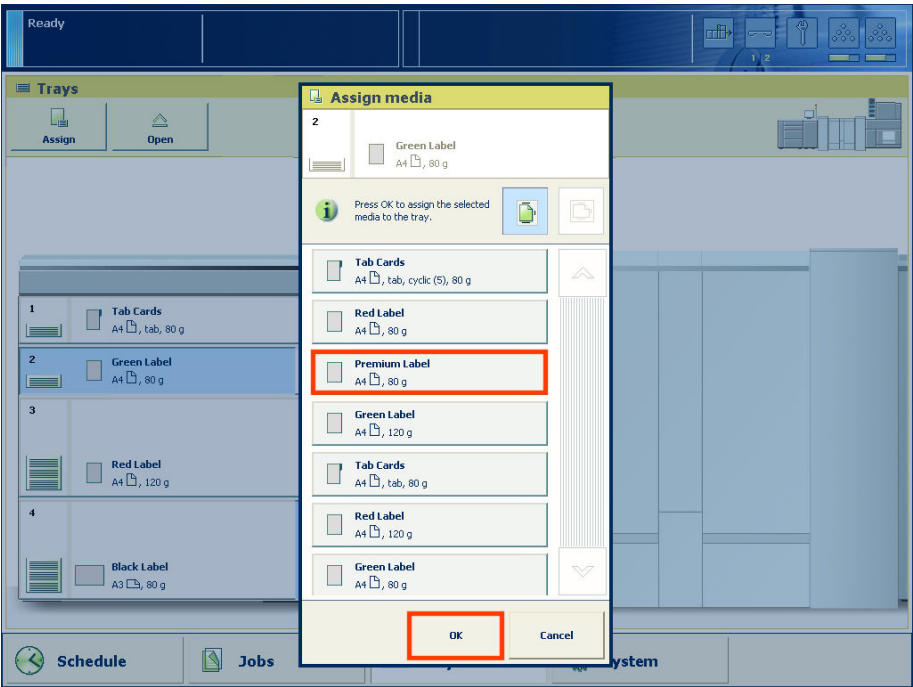 Ready
1 2
Trays
Assign
Open
1
Tab Cards
A4, tab, 80 g
2
Green Label
A4, 80 g
3
Red Label
A4, 120 g
4
Black Label
A3, 80 g
Assign media
2
Green Label
A4, 80 g
Press OK to assign the selected
media to the tray.
Tab Cards
A4, tab, cyclic (5), 80 g
Red Label
A4, 80 g
Premium Label
A4, 80 g
Green Label
A4, 120 g
Tab Cards
A4, tab, 80 g
Red Label
A4, 120 g
Green Label
A4, 80 g
OK
Cancel
Schedule
Jobs
ystem